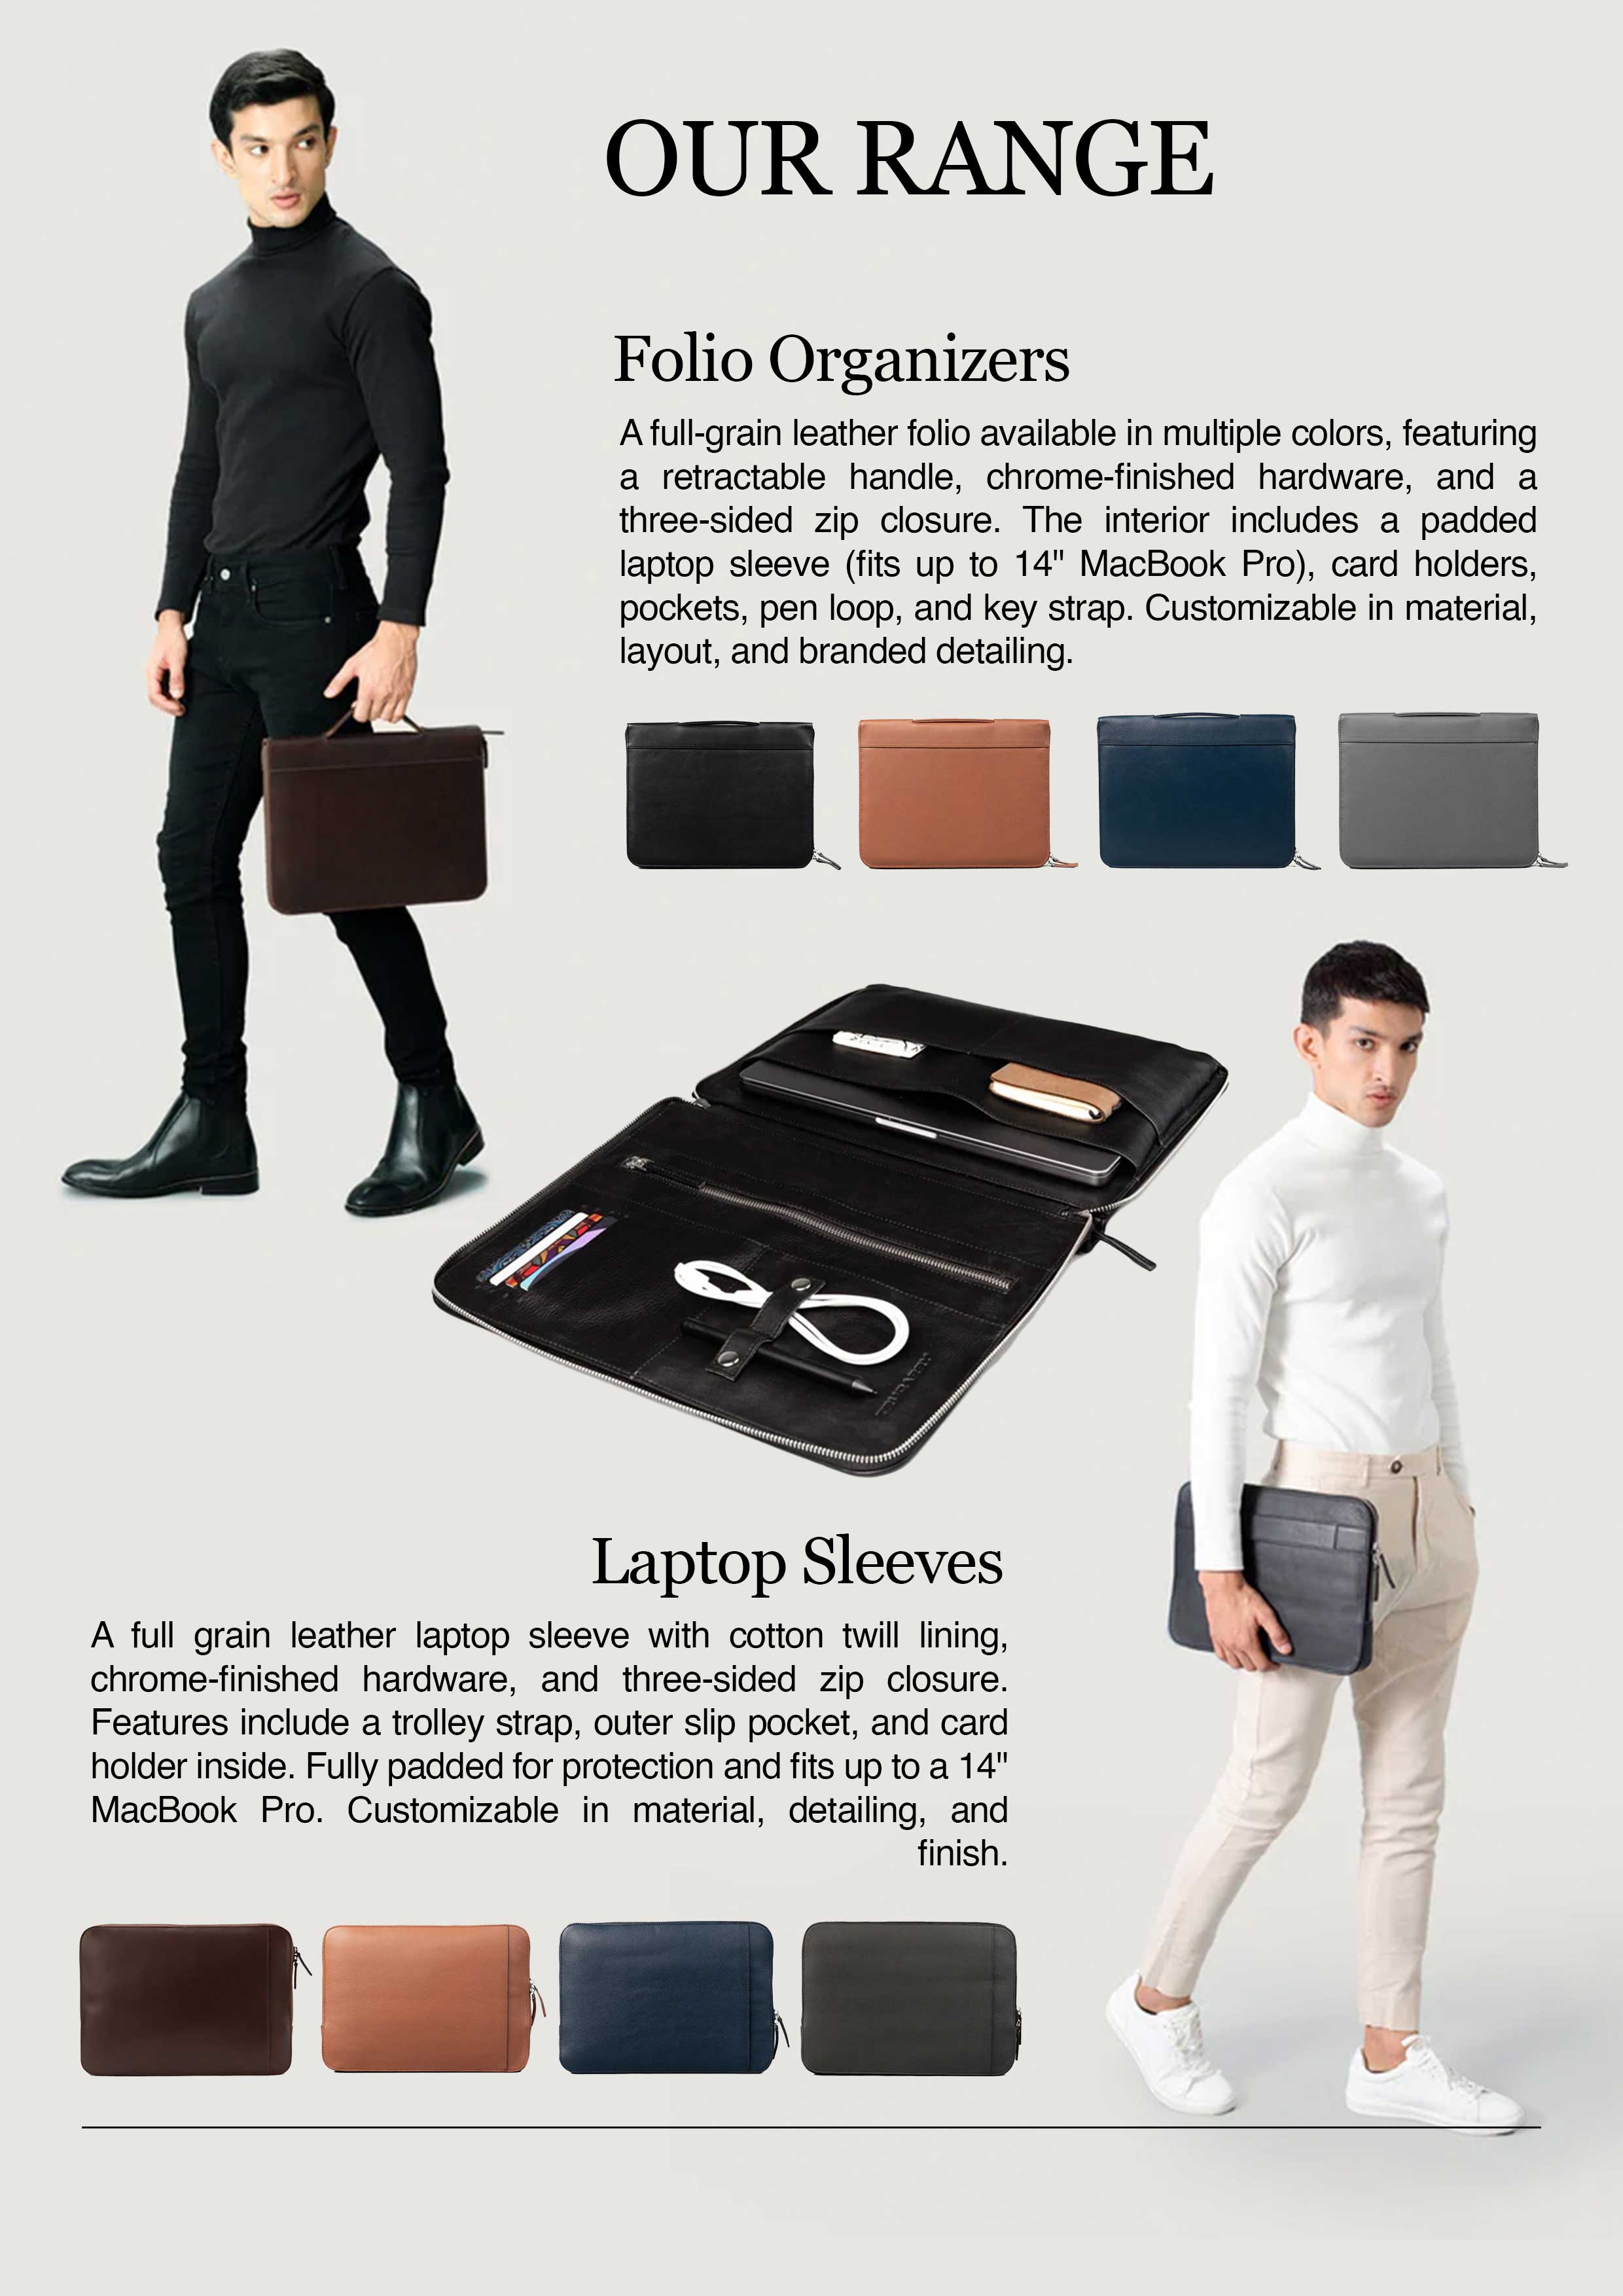 OUR RANGE
Folio Organizers
A full-grain leather folio available in multiple colors, featuring
a retractable handle, chrome-finished hardware, and a
three-sided zip closure. The interior includes a padded
laptop sleeve (fits up to 14" MacBook Pro), card holders,
pockets, pen loop, and key strap. Customizable in material,
layout, and branded detailing.
Laptop Sleeves
A full grain leather laptop sleeve with cotton twill lining,
chrome-finished hardware, and three-sided zip closure.
Features include a trolley strap, outer slip pocket, and card
holder inside. Fully padded for protection and fits up to a 14"
MacBook Pro. Customizable in material, detailing, and
finish.